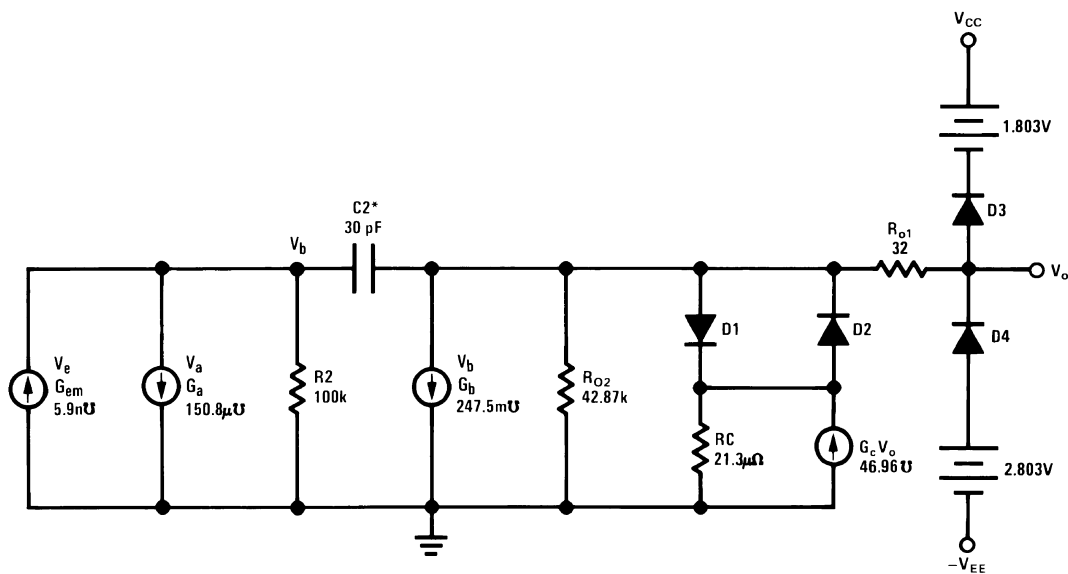 VCC
1.803V
D3
C2*
30 pF
Ro1
32
Vb
Vo
D1
D2
D4
Ve
Gem
5.9n℧
Va
Ga
150.8μ℧
R2
100k
Vb
Gb
247.5m℧
RO2
42.87k
RC
21.3μΩ
GcVo
46.96℧
2.803V
-VEE